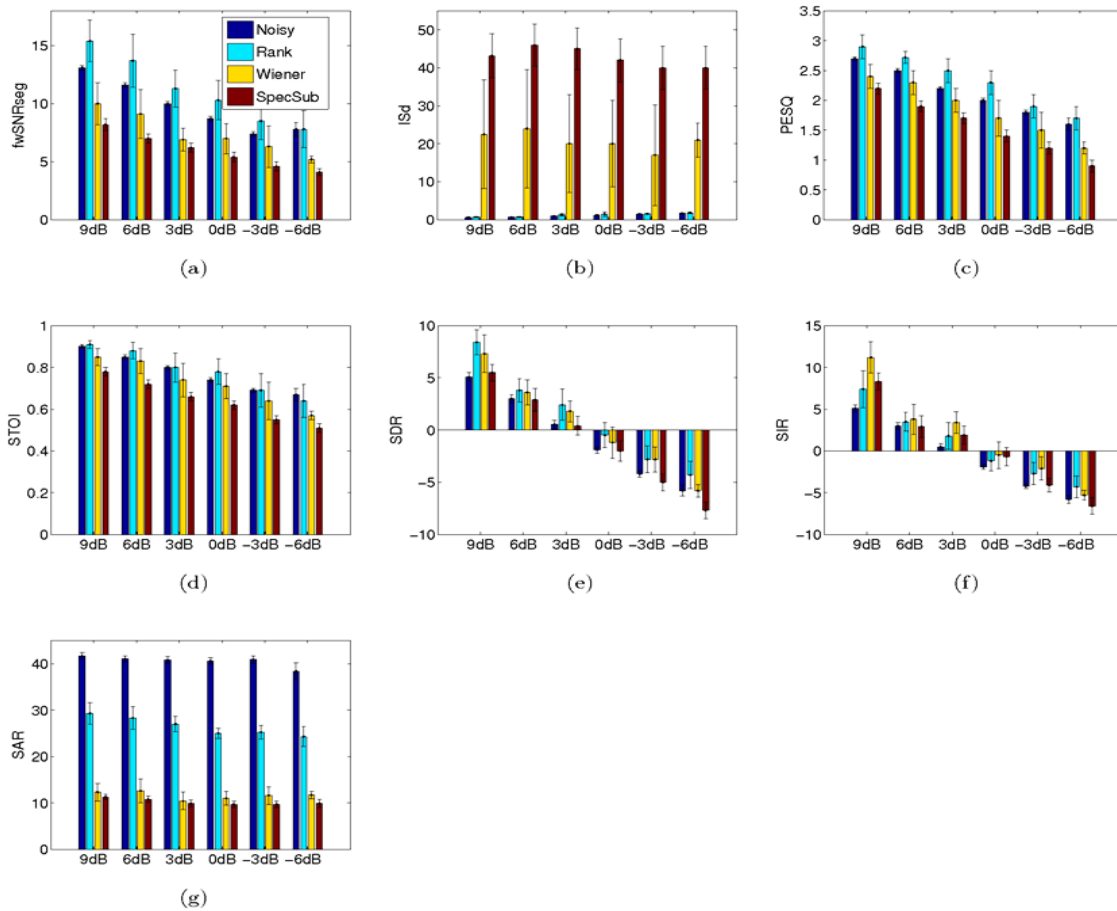 fwSNRseg
15
10
5
0
Noisy
Rank
Wiener
SpecSub
9dB 6dB 3dB 0dB −3dB −6dB
(a)
ISd
50
40
30
20
10
0
9dB 6dB 3dB 0dB −3dB −6dB
(b)
PESQ
3.5
3
2.5
2
1.5
1
0.5
0
9dB 6dB 3dB 0dB −3dB −6dB
(c)
STOI
1
0.8
0.6
0.4
0.2
0
9dB 6dB 3dB 0dB −3dB −6dB
(d)
SDR
10
5
0
−5
−10
9dB 6dB 3dB 0dB −3dB −6dB
(e)
SIR
15
10
5
0
−5
−10
9dB 6dB 3dB 0dB −3dB −6dB
(f)
SAR
40
30
20
10
0
9dB 6dB 3dB 0dB −3dB −6dB
(g)